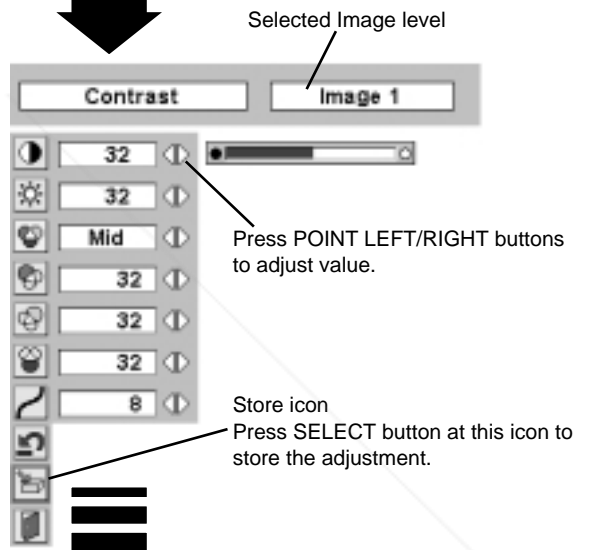 Selected Image level
Contrast
Image 1
32
32
Mid
Press POINT LEFT/RIGHT buttons
to adjust value.
32
32
32
8
Store icon
Press SELECT button at this icon to
store the adjustment.